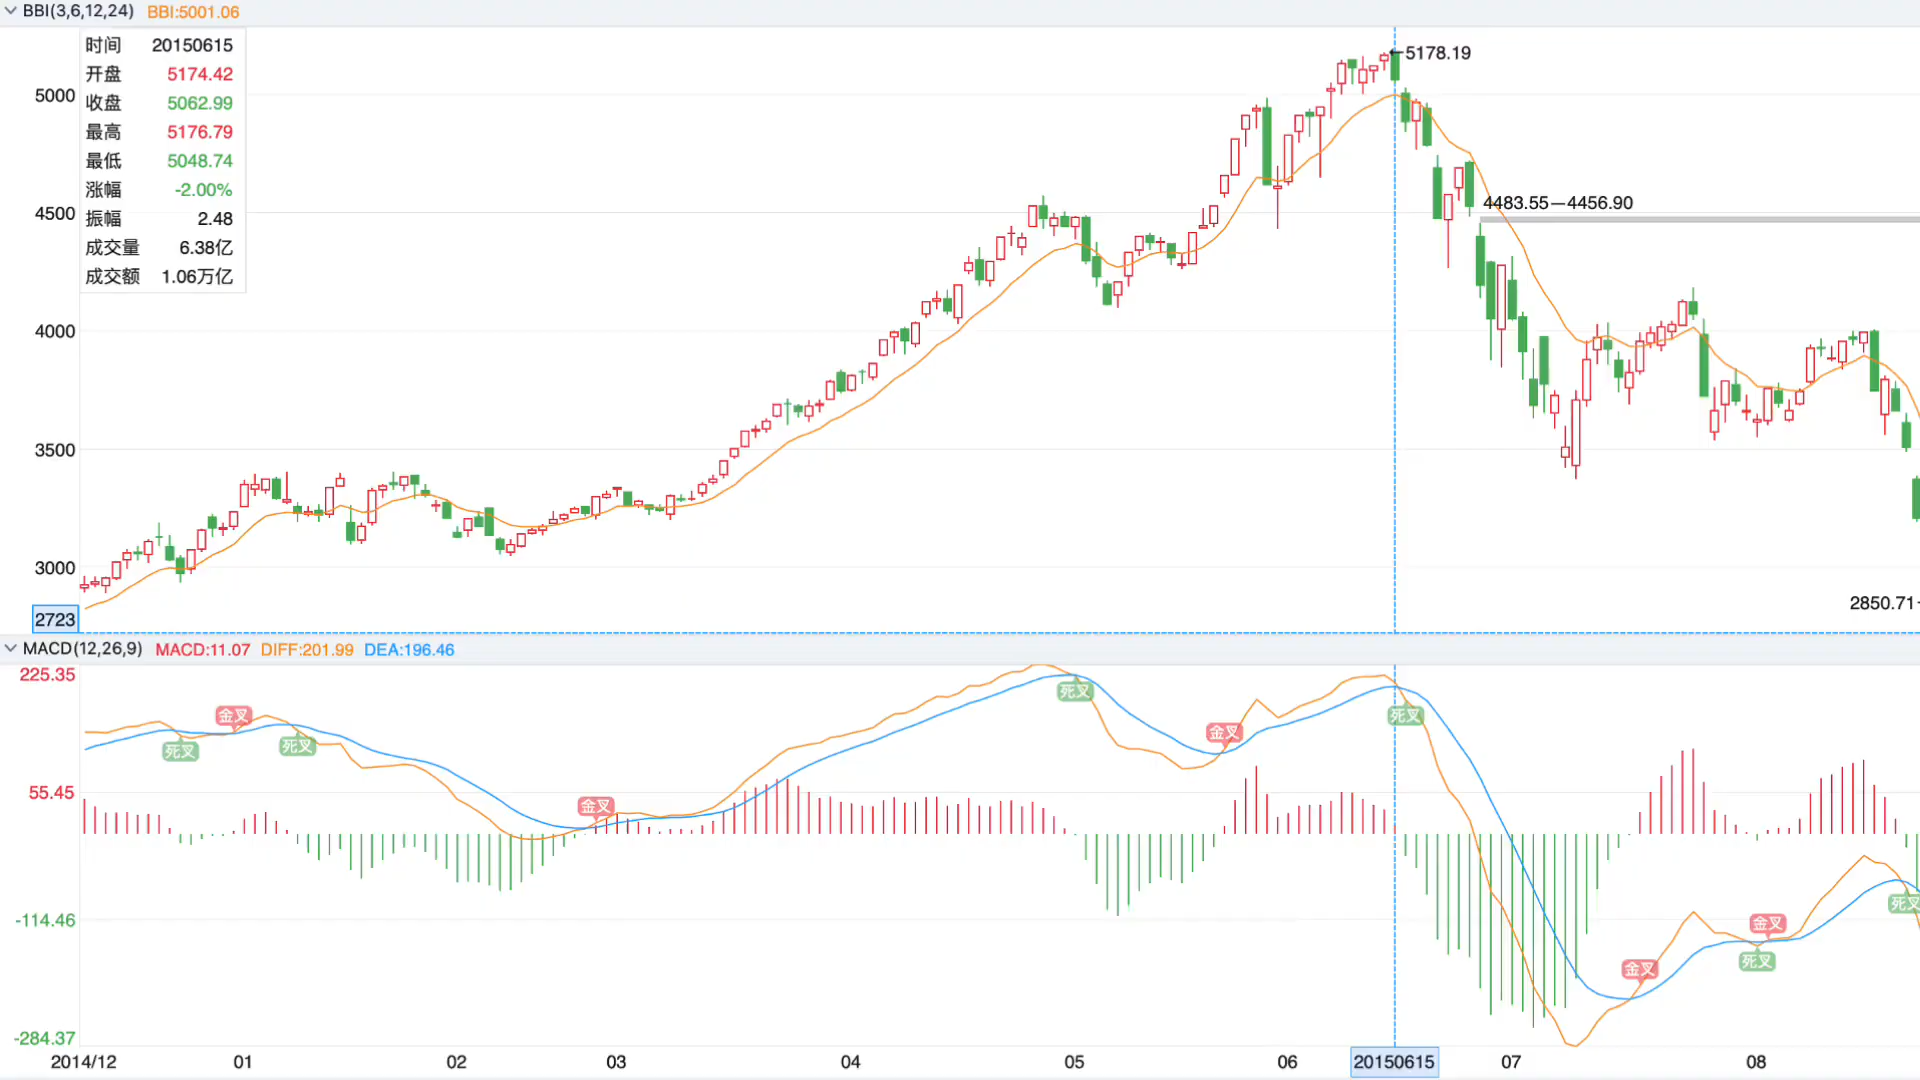 BBI(3,6,12,24) BBI:5001.06
时间 20150615
开盘 5174.42
收盘 5062.99
最高 5176.79
最低 5048.74
涨幅 -2.00%
振幅 2.48
成交量 6.38亿
成交额 1.06万亿
5178.19
5000
4500
4483.55—4456.90
4000
3500
3000
2850.71
2723
MACD(12,26,9) MACD:11.07 DIFF:201.99 DEA:196.46
225.35
死叉
金叉
死叉
金叉
死叉
死叉
金叉
55.45
金叉
-114.46
死叉
金叉
死叉
金叉
-284.37
2014/12 01 02 03 04 05 06 20150615 07 08